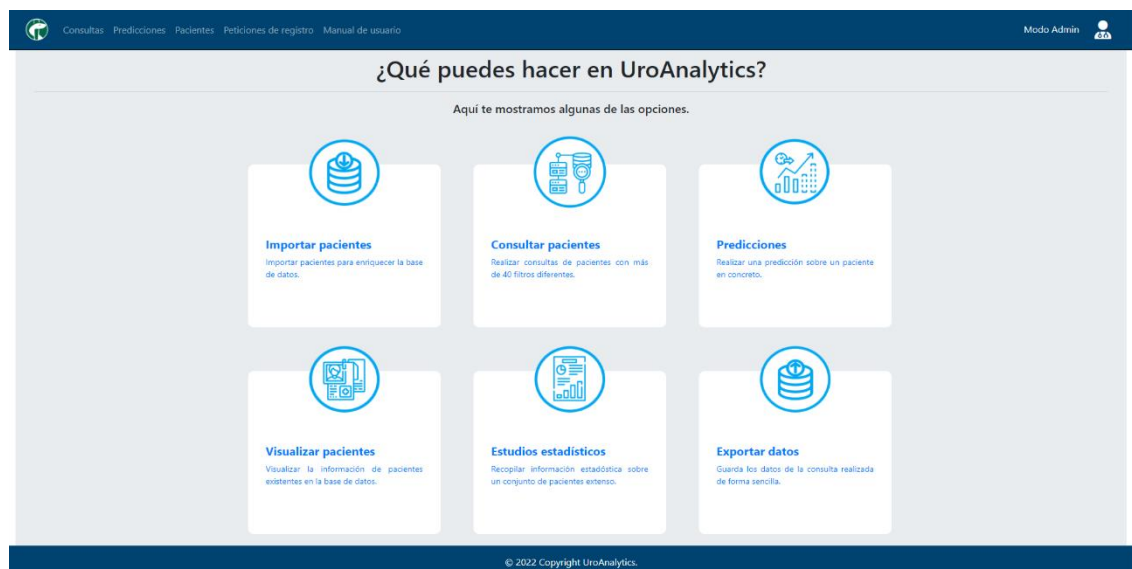 Consultas Predicciones Pacientes Peticiones de registro Manual de usuario Modo Admin
¿Qué puedes hacer en UroAnalytics?
Aquí te mostramos algunas de las opciones.
Importar pacientes
Importar pacientes para enriquecer la base
de datos.
Consultar pacientes
Realizar consultas de pacientes con más
de 40 filtros diferentes.
Predicciones
Realizar una predicción sobre un paciente
en concreto.
Visualizar pacientes
Visualizar la información de pacientes
existentes en la base de datos.
Estudios estadísticos
Recopilar información estadóstica sobre
un conjunto de pacientes extenso.
Exportar datos
Guarda los datos de la consulta realizada
de forma sencilla.
© 2022 Copyright UroAnalytics.